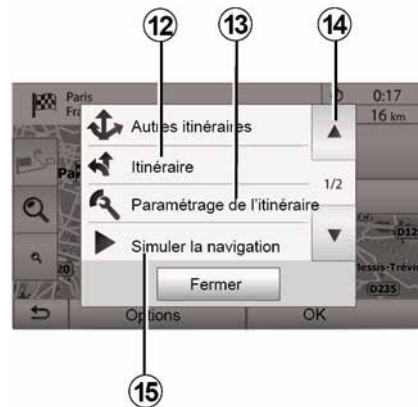 12 13 14
Paris 0:17
Fra 16 km
Autres itinéraires
Itinéraire
1/2
Paramétrage de l'itinéraire
Simuler la navigation
D235
Fermer
Options OK
15